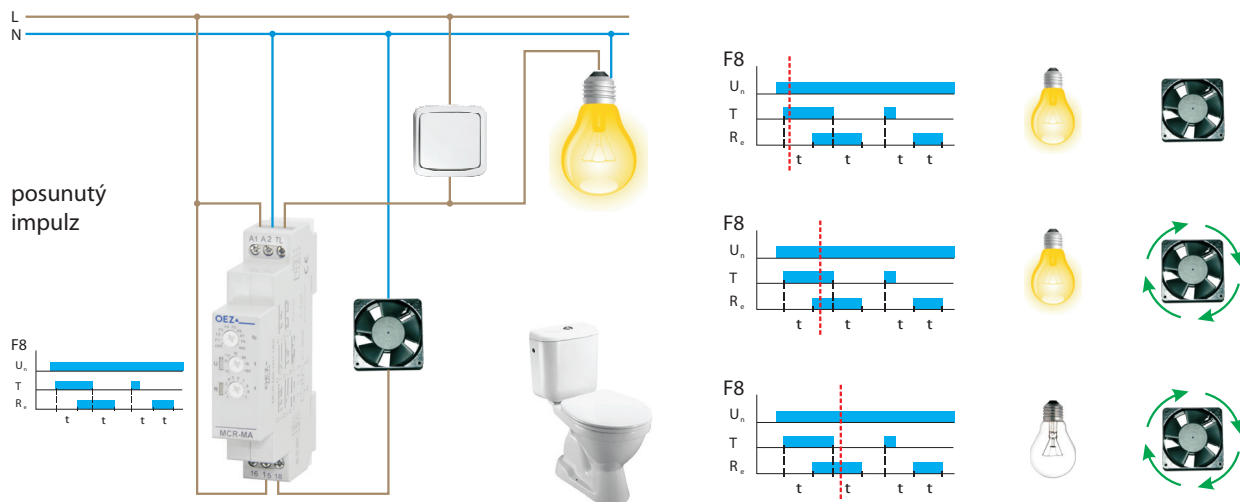 L
N
posunutý
impulz
A1 A2 TL
OEZ
MCR-MA
16 15 18
F8
Uₙ
T
Rₑ
t t t t
F8
Uₙ
T
Rₑ
t t t t
F8
Uₙ
T
Rₑ
t t t t
F8
Uₙ
T
Rₑ
t t t t